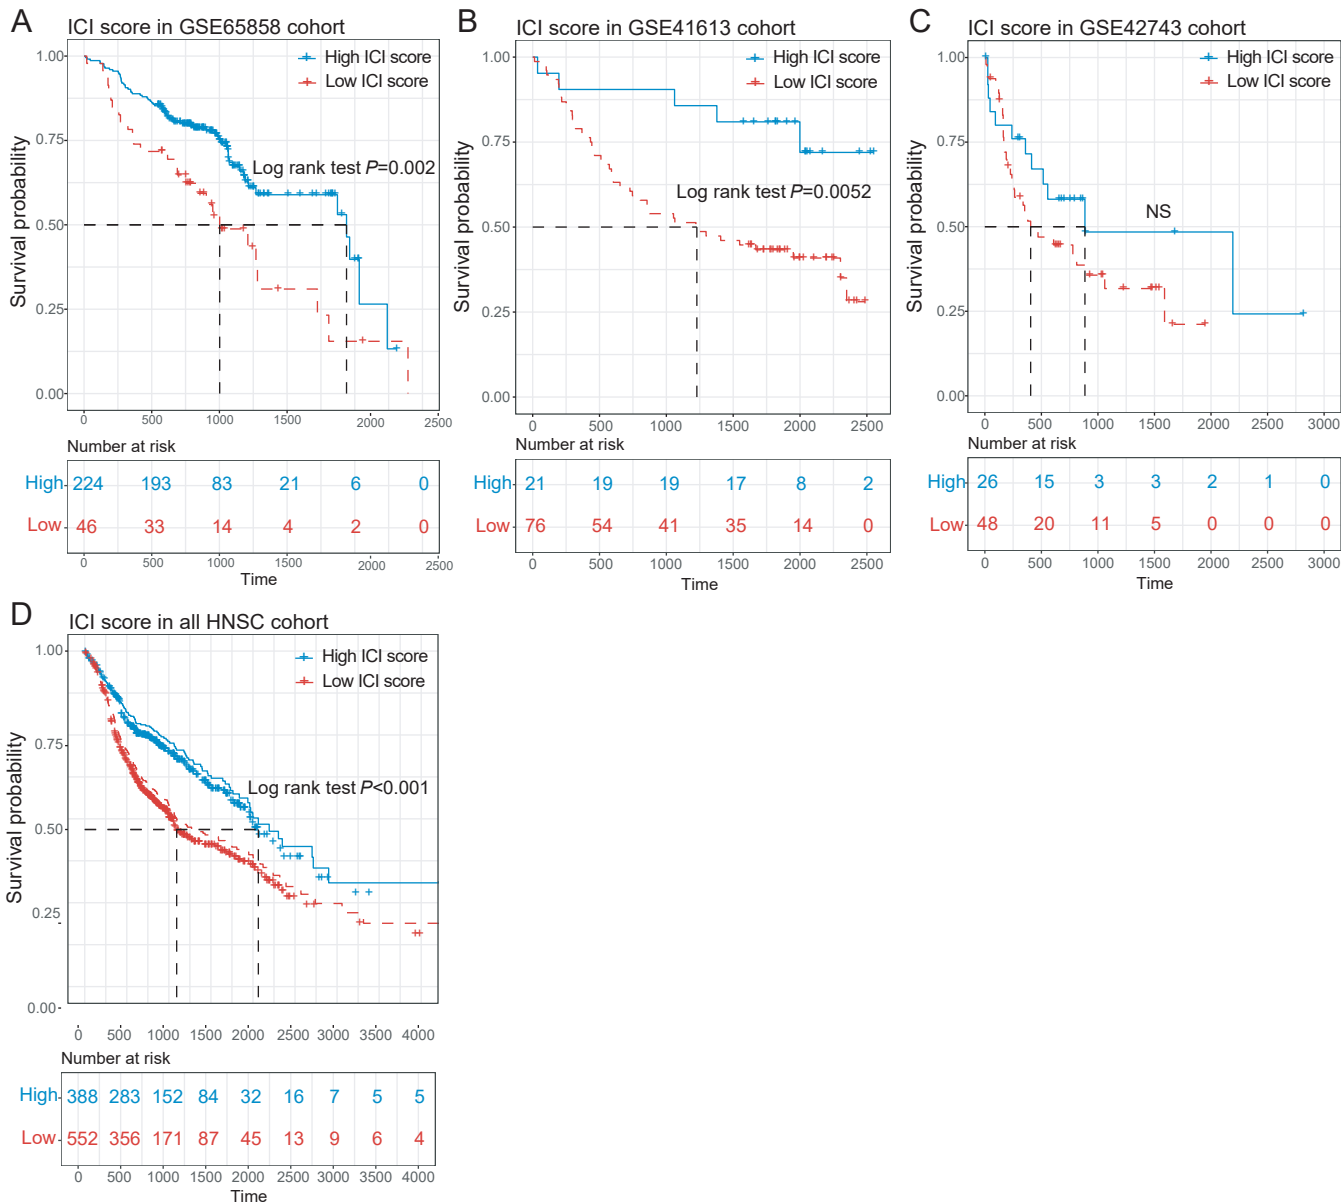 A
ICI score in GSE65858 cohort
High ICI score
Low ICI score
Log rank test P=0.002
Survival probability
1.00
0.75
0.50
0.25
0.00
0 500 1000 1500 2000 2500
Number at risk
High 224 193 83 21 6 0
Low 46 33 14 4 2 0
0 500 1000 1500 2000 2500
Time
B
ICI score in GSE41613 cohort
High ICI score
Low ICI score
Log rank test P=0.0052
Survival probability
1.00
0.75
0.50
0.25
0.00
0 500 1000 1500 2000 2500
Number at risk
High 21 19 19 17 8 2
Low 76 54 41 35 14 0
0 500 1000 1500 2000 2500
Time
C
ICI score in GSE42743 cohort
High ICI score
Low ICI score
NS
Survival probability
1.00
0.75
0.50
0.25
0.00
0 500 1000 1500 2000 2500 3000
Number at risk
High 26 15 3 3 2 1 0
Low 48 20 11 5 0 0 0
0 500 1000 1500 2000 2500 3000
Time
D
ICI score in all HNSC cohort
High ICI score
Low ICI score
Log rank test P<0.001
Survival probability
1.00
0.75
0.50
0.25
0.00
0 500 1000 1500 2000 2500 3000 3500 4000
Number at risk
High 388 283 152 84 32 16 7 5 5
Low 552 356 171 87 45 13 9 6 4
0 500 1000 1500 2000 2500 3000 3500 4000
Time